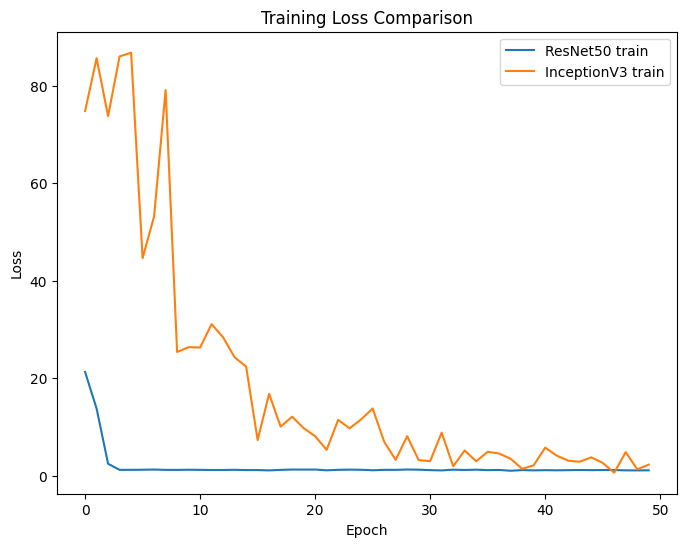 Training Loss Comparison
ResNet50 train
InceptionV3 train
80
60
40
20
0
Loss
0 10 20 30 40 50
Epoch